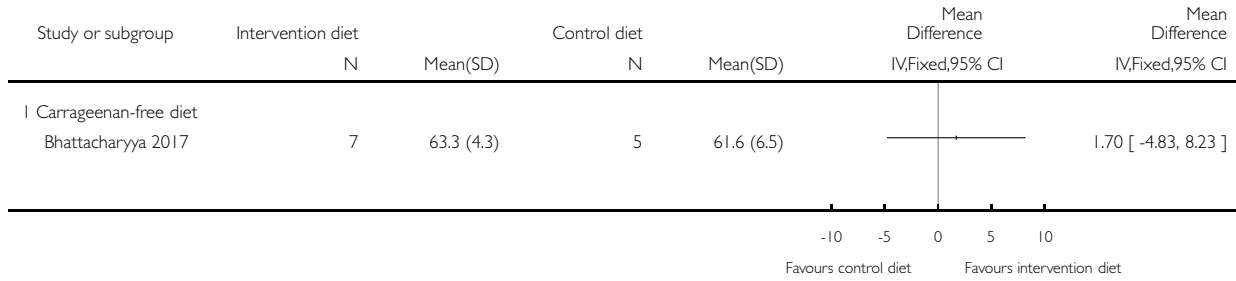 Study or subgroup Intervention diet Control diet Mean Difference Mean Difference
N Mean(SD) N Mean(SD) IV,Fixed,95% CI IV,Fixed,95% CI
1 Carrageenan-free diet
Bhattacharyya 2017 7 63.3 (4.3) 5 61.6 (6.5) 1.70 [ -4.83, 8.23 ]
-10 -5 0 5 10
Favours control diet Favours intervention diet